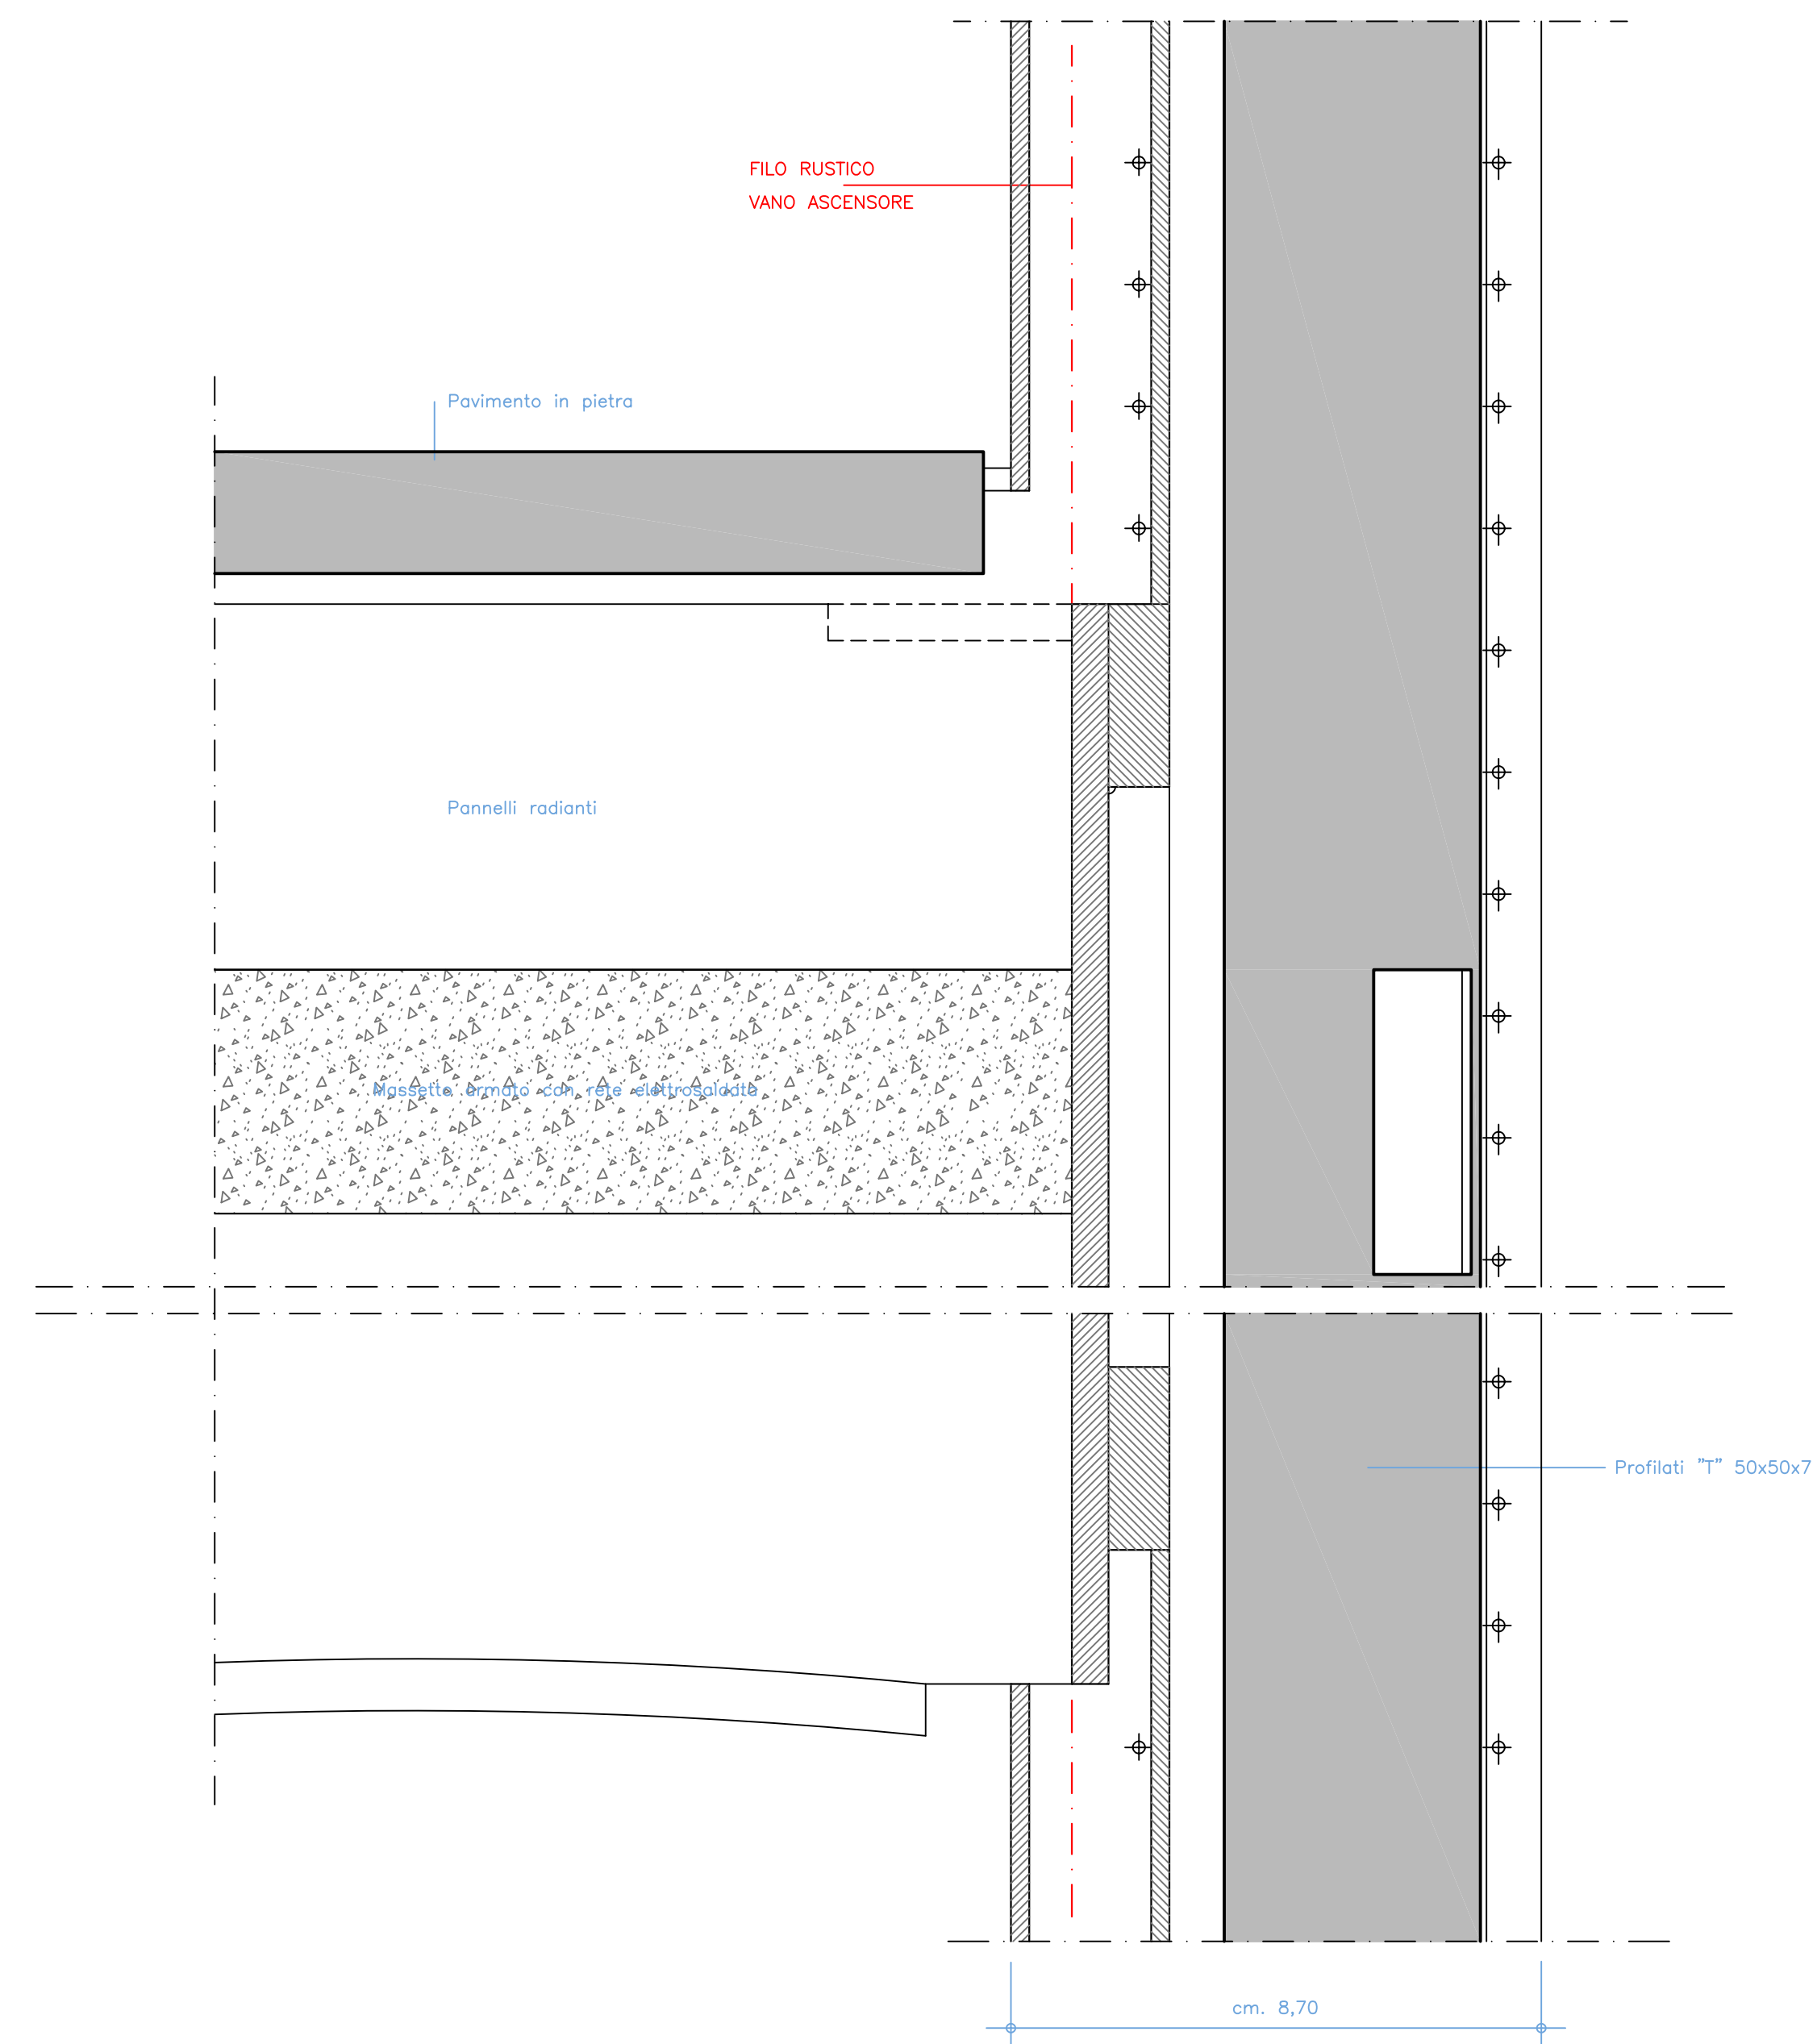 FILO RUSTICO
VANO ASCENSORE
Pavimento in pietra
Pannelli radianti
Massetto armato con rete elettrosaldata
Profilati "T" 50x50x7
cm. 8,70